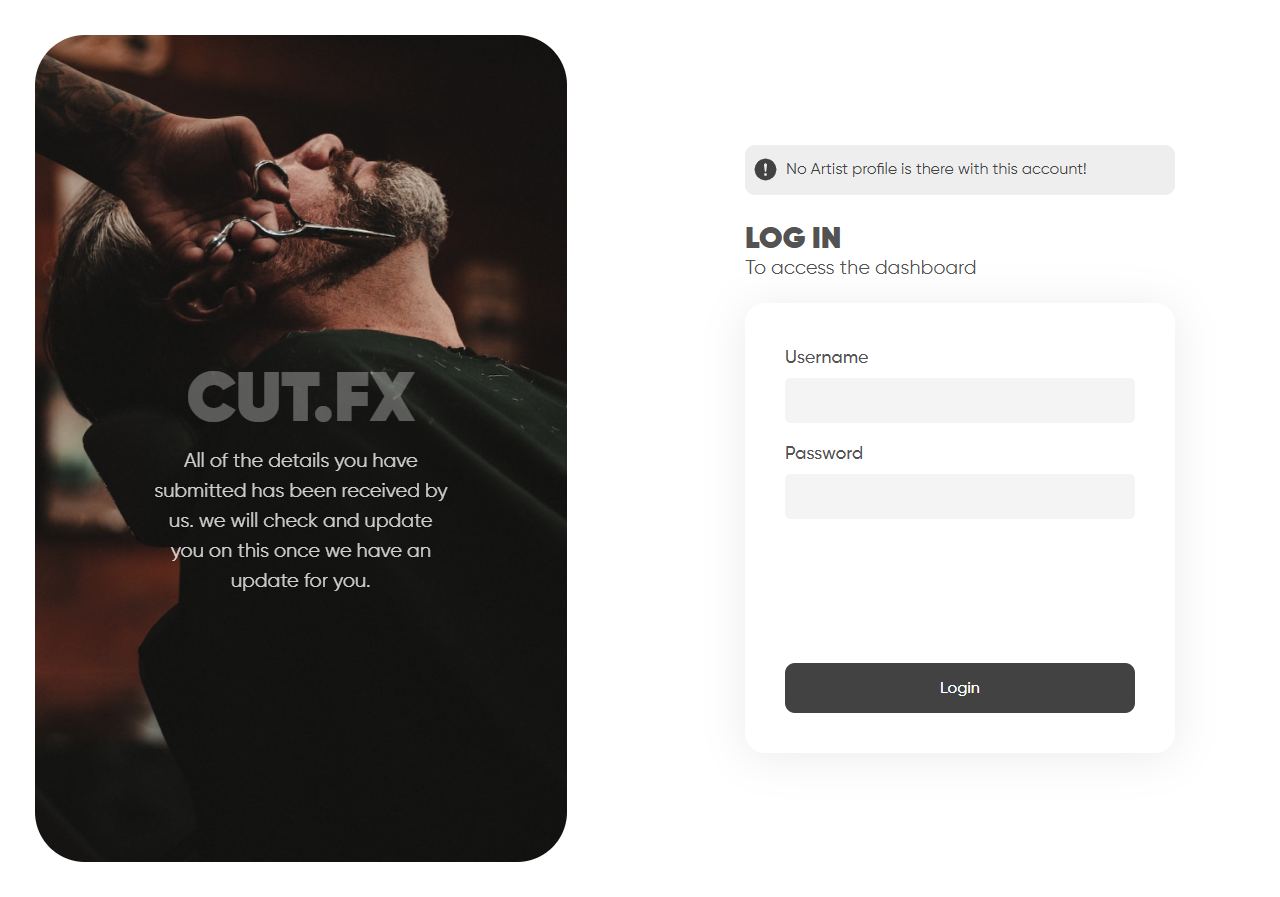 CUT.FX
All of the details you have
submitted has been received by
us. we will check and update
you on this once we have an
update for you.
No Artist profile is there with this account!
LOG IN
To access the dashboard
Username
Password
Login